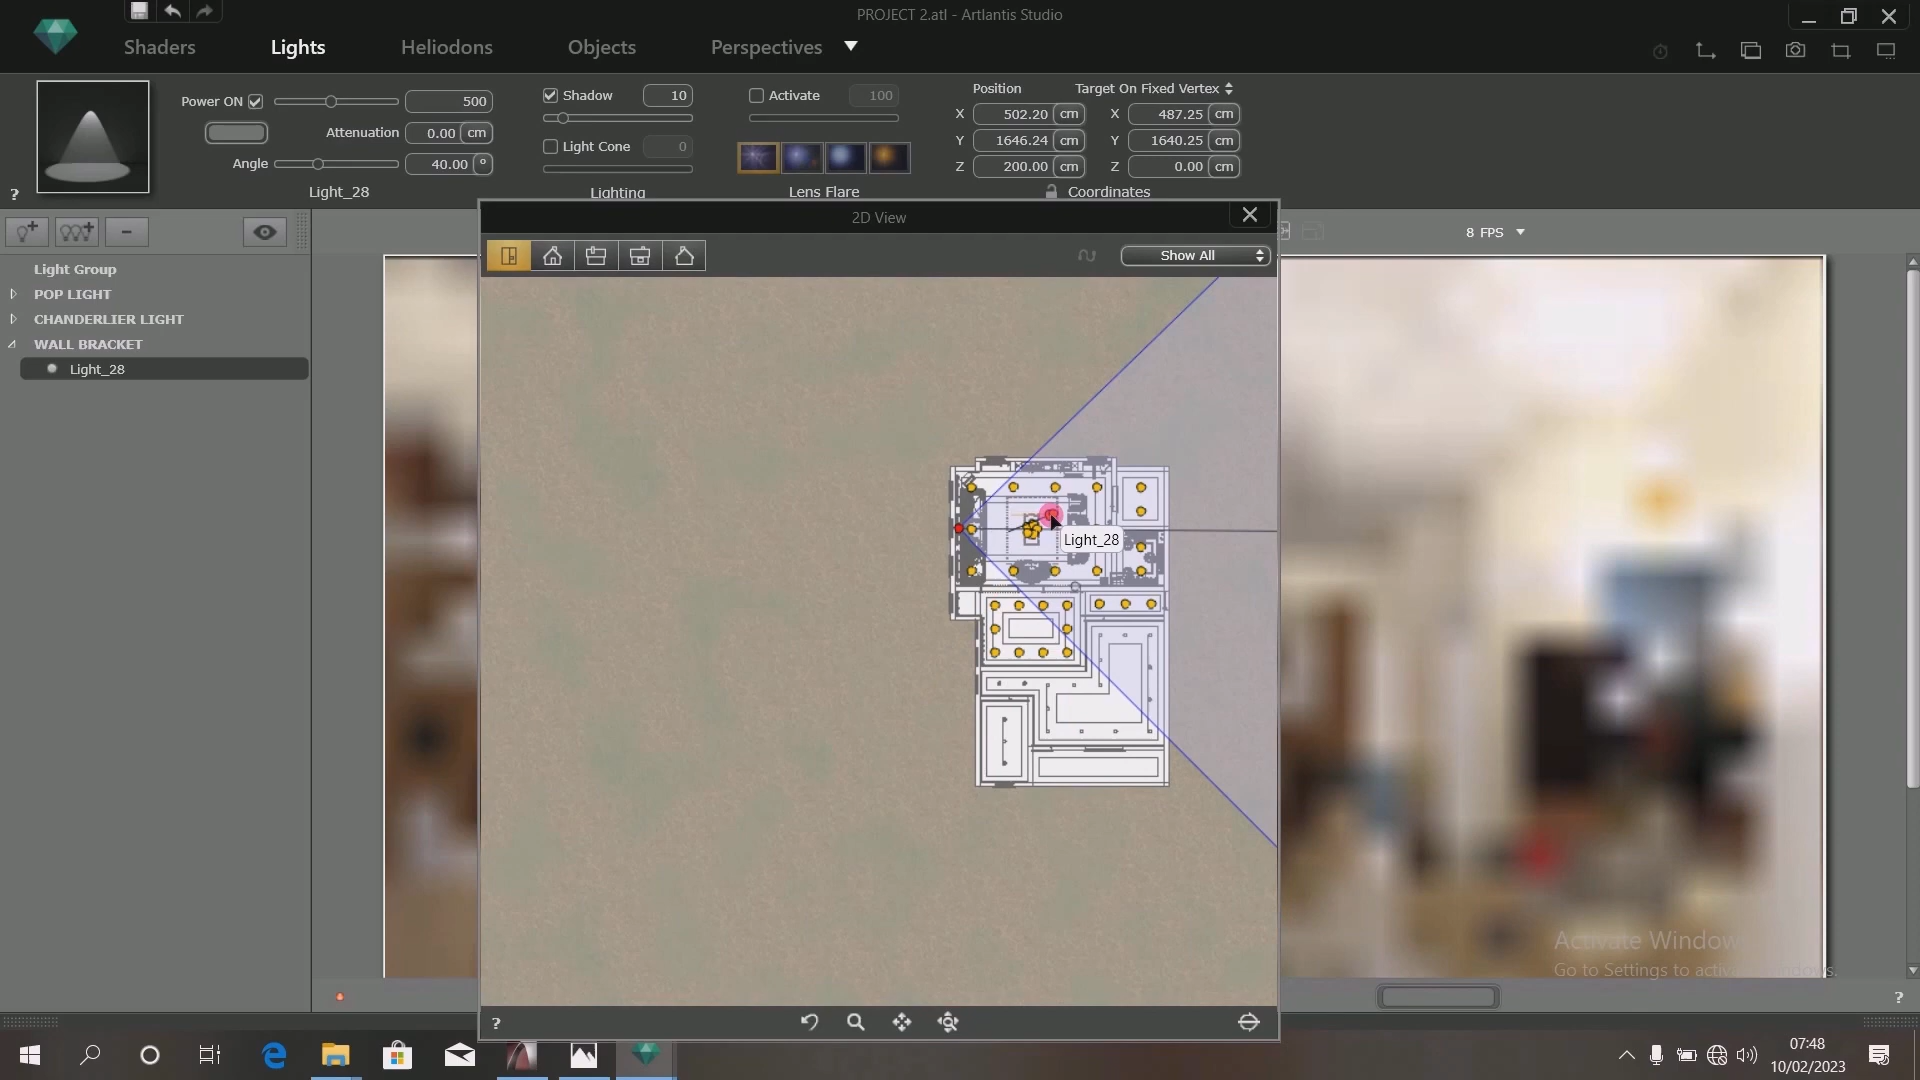 PROJECT 2.atl - Artlantis Studio
Shaders
Lights
Heliodons
Objects
Perspectives
Power ON
500
Attenuation
0.00 cm
Angle
40.00 °
Light_28
Shadow
10
Light Cone
0
Lighting
Activate
100
Lens Flare
Position
Target On Fixed Vertex
X 502.20 cm
X 487.25 cm
Y 1646.24 cm
Y 1640.25 cm
Z 200.00 cm
Z 0.00 cm
Coordinates
?
2D View
Show All
8 FPS
Light Group
POP LIGHT
CHANDERLIER LIGHT
WALL BRACKET
Light_28
Light_28
Activate Window
Go to Settings to activ
ndows.
?
?
07:48
10/02/2023